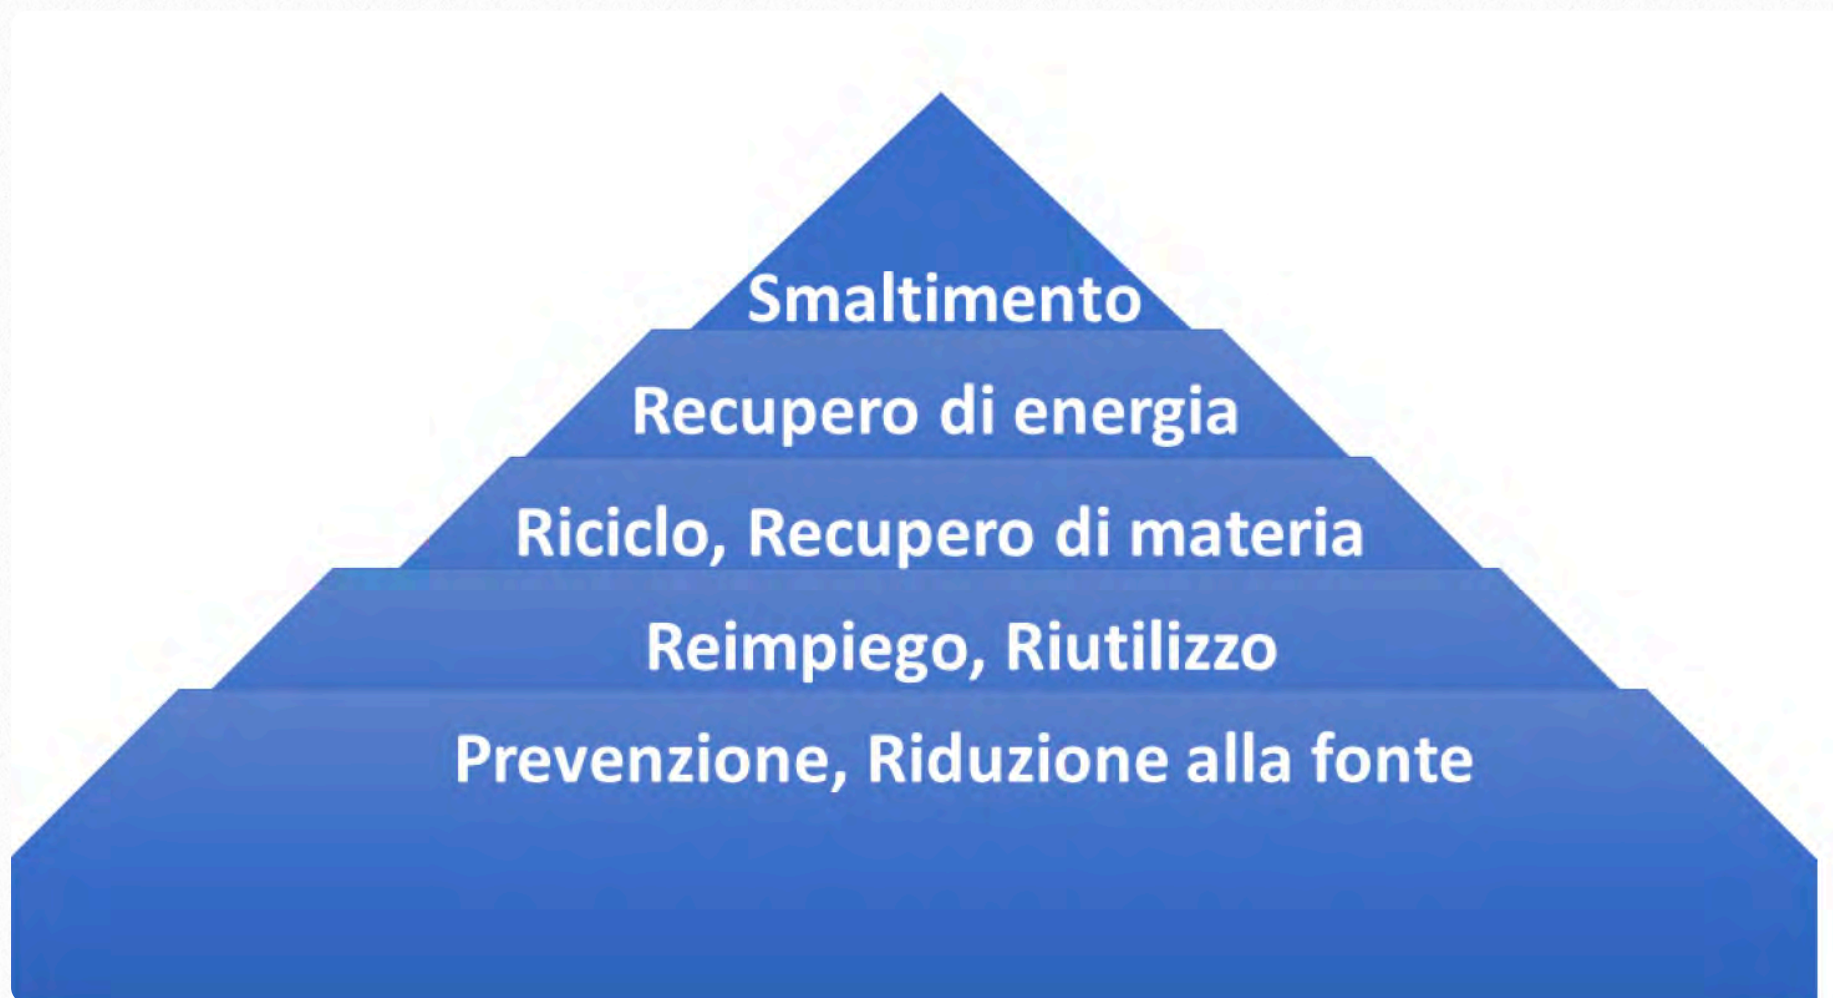 Smaltimento
Recupero di energia
Riciclo, Recupero di materia
Reimpiego, Riutilizzo
Prevenzione, Riduzione alla fonte